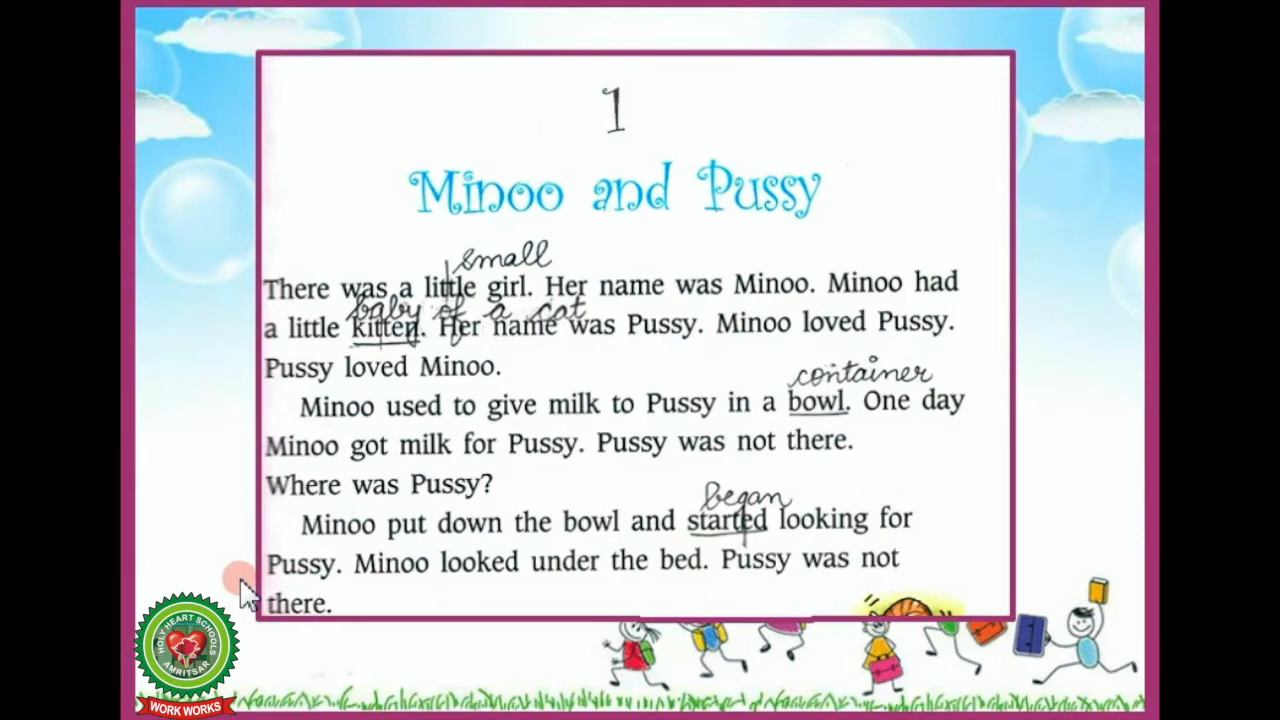 1
Minoo and Pussy
small
There was a little girl. Her name was Minoo. Minoo had
baby of a cat
a little kitten. Her name was Pussy. Minoo loved Pussy.
Pussy loved Minoo.
container
Minoo used to give milk to Pussy in a bowl. One day
Minoo got milk for Pussy. Pussy was not there.
Where was Pussy?
began
Minoo put down the bowl and started looking for
Pussy. Minoo looked under the bed. Pussy was not
there.
HOLY HEART SCHOOLS
AMRITSAR
WORK WORKS